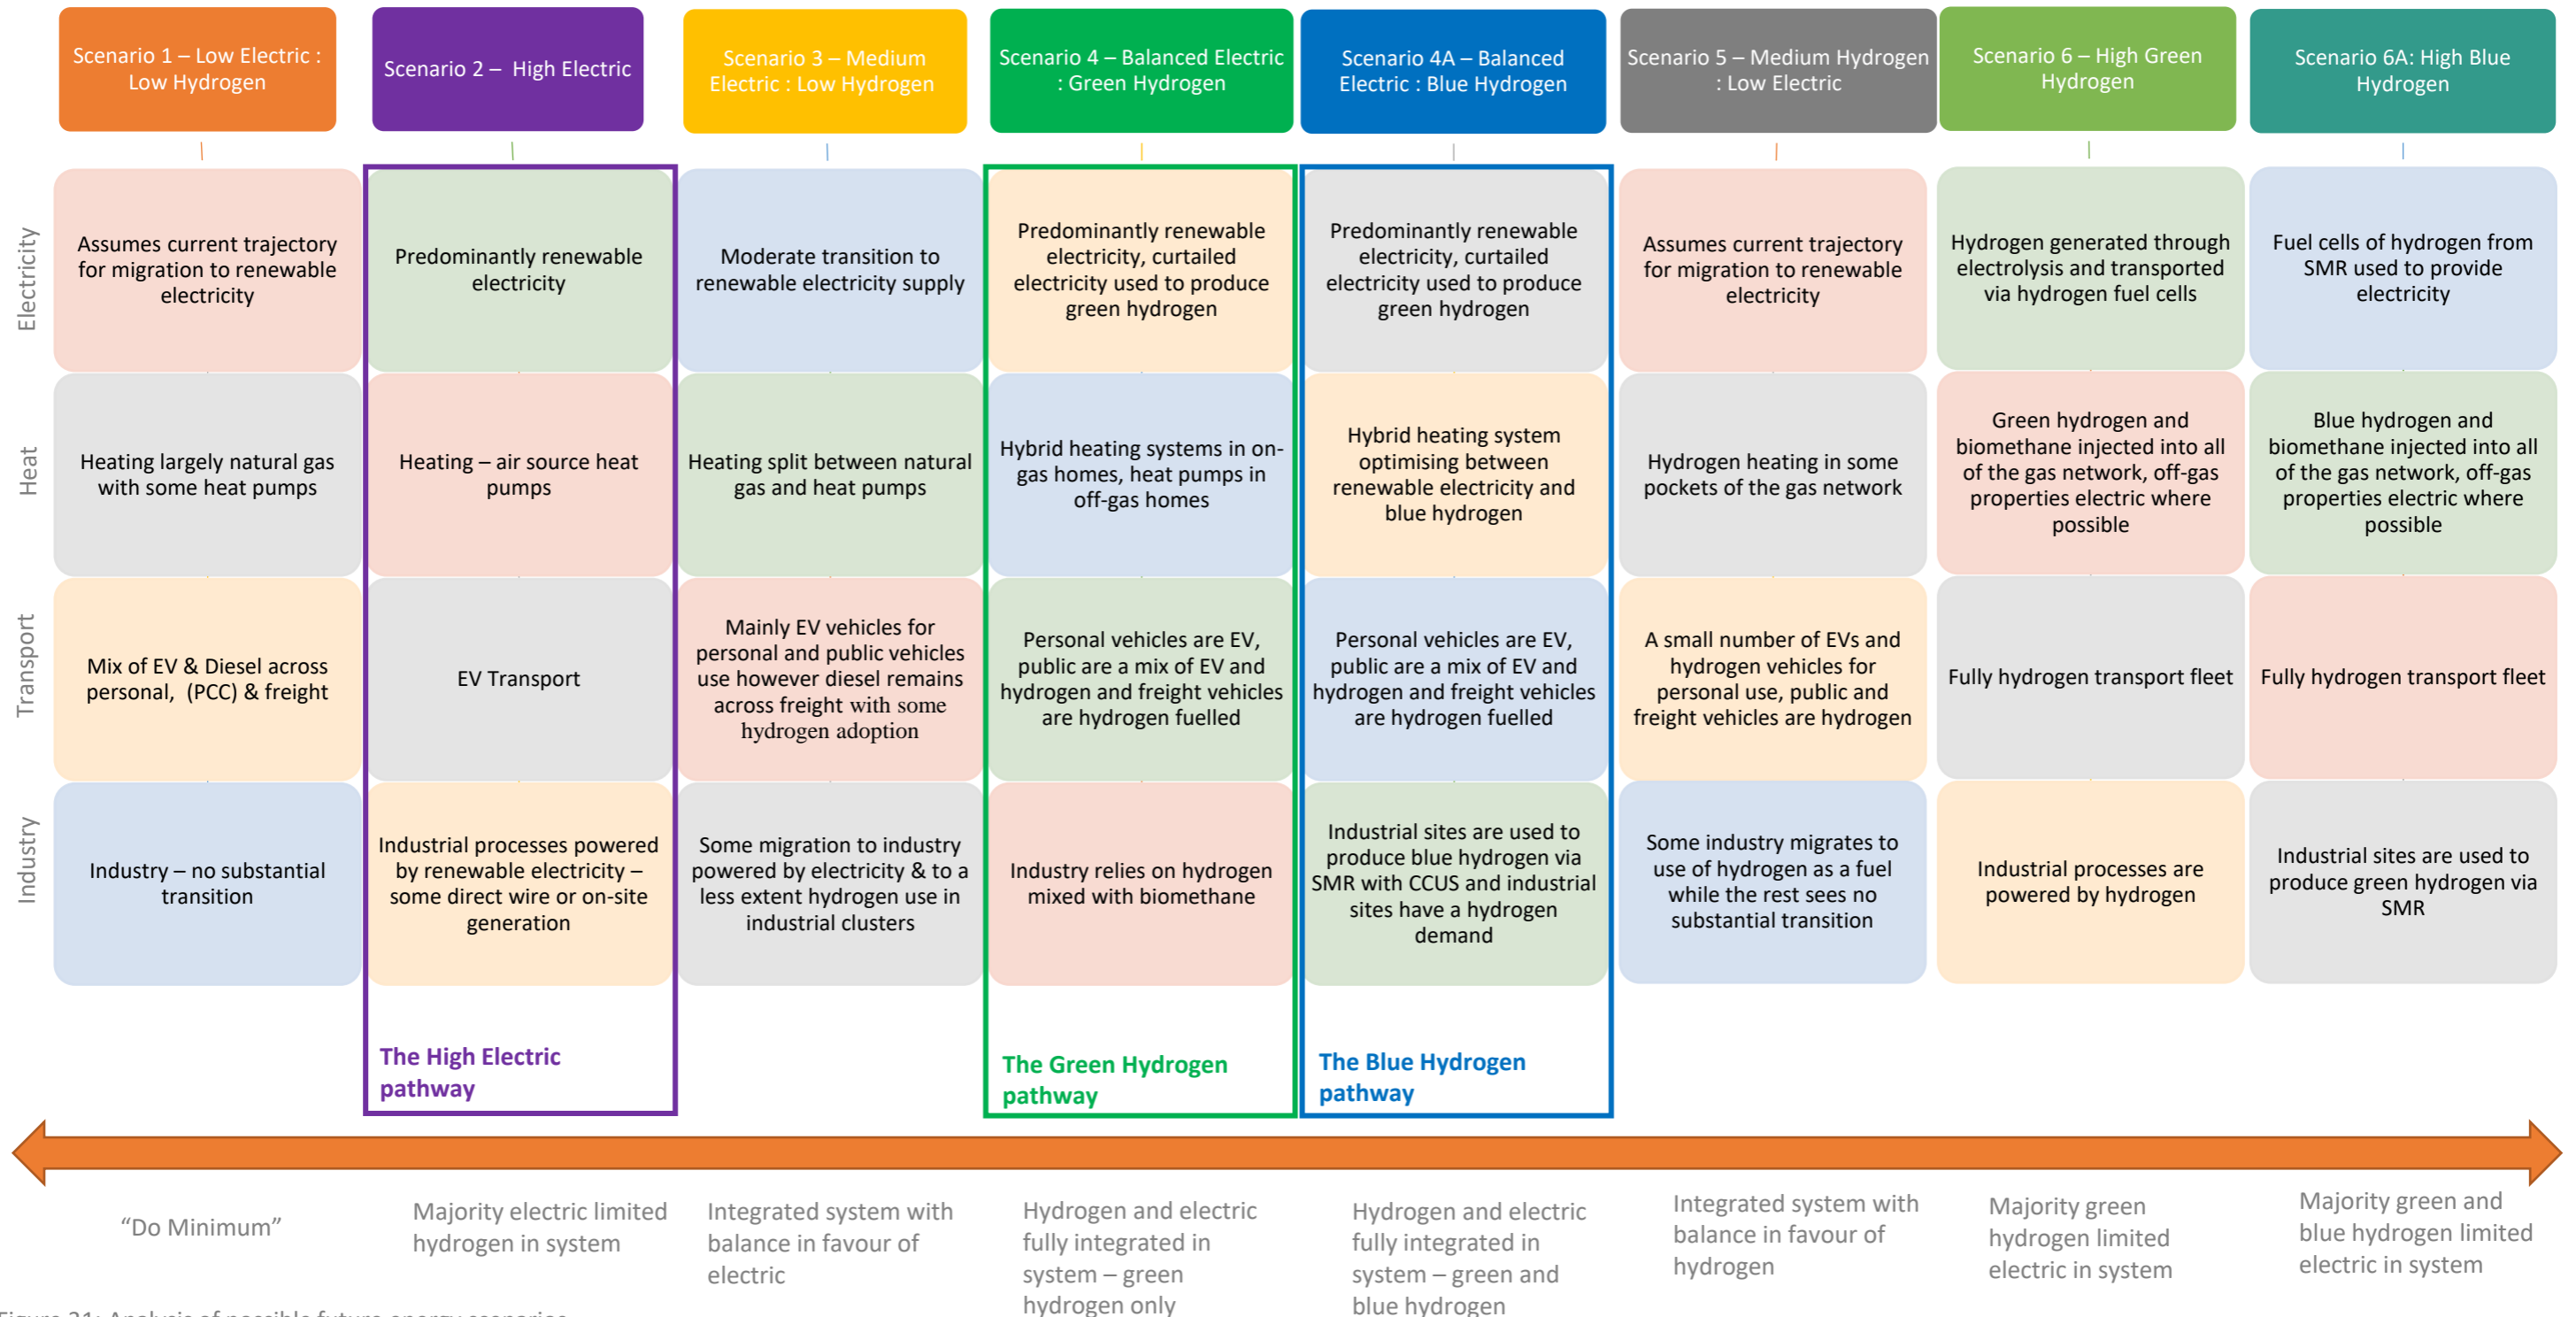 Scenario 1 – Low Electric :
Low Hydrogen
Scenario 2 – High Electric
Scenario 3 – Medium
Electric : Low Hydrogen
Scenario 4 – Balanced Electric
: Green Hydrogen
Scenario 4A – Balanced
Electric : Blue Hydrogen
Scenario 5 – Medium Hydrogen
: Low Electric
Scenario 6 – High Green
Hydrogen
Scenario 6A: High Blue
Hydrogen
Electricity
Assumes current trajectory
for migration to renewable
electricity
Predominantly renewable
electricity
Moderate transition to
renewable electricity supply
Predominantly renewable
electricity, curtailed
electricity used to produce
green hydrogen
Predominantly renewable
electricity, curtailed
electricity used to produce
green hydrogen
Assumes current trajectory
for migration to renewable
electricity
Hydrogen generated through
electrolysis and transported
via hydrogen fuel cells
Fuel cells of hydrogen from
SMR used to provide
electricity
Heat
Heating largely natural gas
with some heat pumps
Heating – air source heat
pumps
Heating split between natural
gas and heat pumps
Hybrid heating systems in on-
gas homes, heat pumps in
off-gas homes
Hybrid heating system
optimising between
renewable electricity and
blue hydrogen
Hydrogen heating in some
pockets of the gas network
Green hydrogen and
biomethane injected into all
of the gas network, off-gas
properties electric where
possible
Blue hydrogen and
biomethane injected into all
of the gas network, off-gas
properties electric where
possible
Transport
Mix of EV & Diesel across
personal, (PCC) & freight
EV Transport
Mainly EV vehicles for
personal and public vehicles
use however diesel remains
across freight with some
hydrogen adoption
Personal vehicles are EV,
public are a mix of EV and
hydrogen and freight vehicles
are hydrogen fuelled
Personal vehicles are EV,
public are a mix of EV and
hydrogen and freight vehicles
are hydrogen fuelled
A small number of EVs and
hydrogen vehicles for
personal use, public and
freight vehicles are hydrogen
Fully hydrogen transport fleet
Fully hydrogen transport fleet
Industry
Industry – no substantial
transition
Industrial processes powered
by renewable electricity –
some direct wire or on-site
generation
Some migration to industry
powered by electricity & to a
less extent hydrogen use in
industrial clusters
Industry relies on hydrogen
mixed with biomethane
Industrial sites are used to
produce blue hydrogen via
SMR with CCUS and industrial
sites have a hydrogen
demand
Some industry migrates to
use of hydrogen as a fuel
while the rest sees no
substantial transition
Industrial processes are
powered by hydrogen
Industrial sites are used to
produce green hydrogen via
SMR
The High Electric
pathway
The Green Hydrogen
pathway
The Blue Hydrogen
pathway
“Do Minimum”
Majority electric limited
hydrogen in system
Integrated system with
balance in favour of
electric
Hydrogen and electric
fully integrated in
system – green
hydrogen only
Hydrogen and electric
fully integrated in
system – green and
blue hydrogen
Integrated system with
balance in favour of
hydrogen
Majority green
hydrogen limited
electric in system
Majority green and
blue hydrogen limited
electric in system
Figure 21: Analysis of possible future energy scenarios